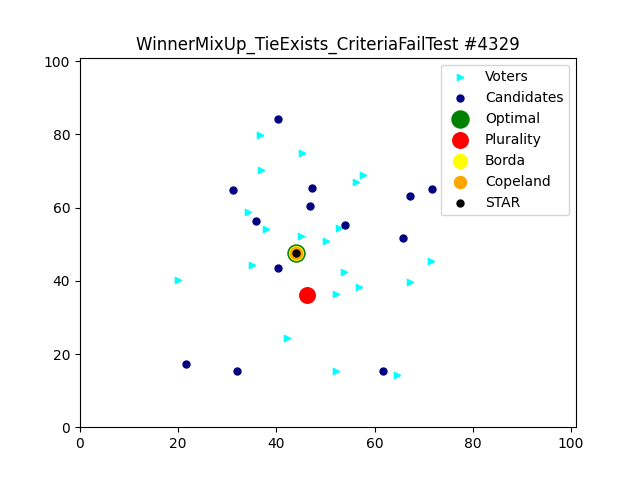 WinnerMixUp_TieExists_CriteriaFailTest #4329
100
80
60
40
20
0
0
20
40
60
80
100
Voters
Candidates
Optimal
Plurality
Borda
Copeland
STAR